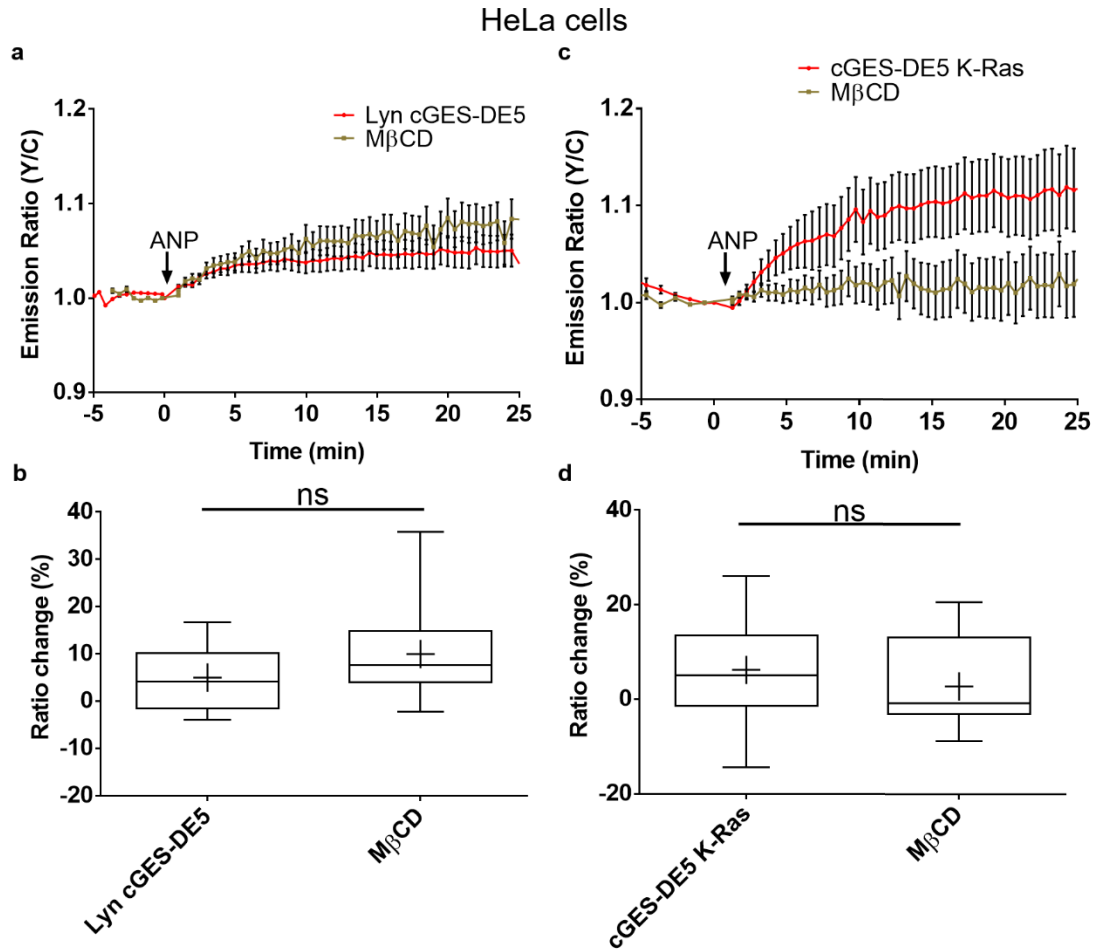 HeLa cells
a
Lyn cGES-DE5
MβCD
ANP
Emission Ratio (Y/C)
1.2
1.1
1.0
0.9
-5 0 5 10 15 20 25
Time (min)
c
cGES-DE5 K-Ras
MβCD
ANP
Emission Ratio (Y/C)
1.2
1.1
1.0
0.9
-5 0 5 10 15 20 25
Time (min)
b
ns
Ratio change (%)
40
30
20
10
0
-10
-20
Lyn cGES-DE5
MβCD
d
ns
Ratio change (%)
40
20
0
-20
cGES-DE5 K-Ras
MβCD